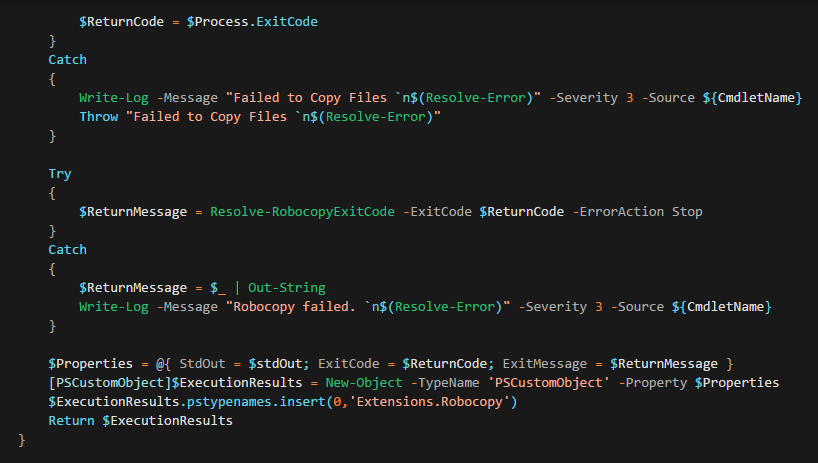 $ReturnCode = $Process.ExitCode
}
Catch
{
Write-Log -Message "Failed to Copy Files `n$(Resolve-Error)" -Severity 3 -Source ${CmdletName}
Throw "Failed to Copy Files `n$(Resolve-Error)"
}
Try
{
$ReturnMessage = Resolve-RobocopyExitCode -ExitCode $ReturnCode -ErrorAction Stop
}
Catch
{
$ReturnMessage = $_ | Out-String
Write-Log -Message "Robocopy failed. `n$(Resolve-Error)" -Severity 3 -Source ${CmdletName}
}
$Properties = @{ StdOut = $stdOut; ExitCode = $ReturnCode; ExitMessage = $ReturnMessage }
[PSCustomObject]$ExecutionResults = New-Object -TypeName 'PSCustomObject' -Property $Properties
$ExecutionResults.pstypenames.insert(0,'Extensions.Robocopy')
Return $ExecutionResults
}